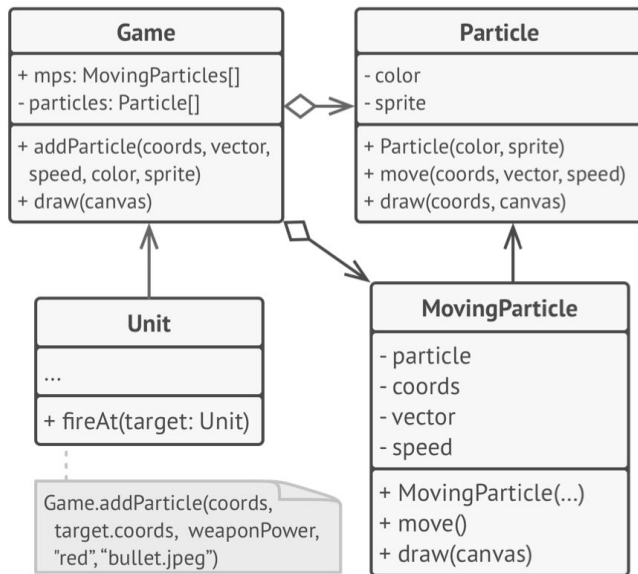 Game
+ mps: MovingParticles[]
- particles: Particle[]
+ addParticle(coords, vector,
speed, color, sprite)
+ draw(canvas)
Particle
- color
- sprite
+ Particle(color, sprite)
+ move(coords, vector, speed)
+ draw(coords, canvas)
Unit
...
+ fireAt(target: Unit)
Game.addParticle(coords,
target.coords, weaponPower,
"red",“bullet.jpeg”)
MovingParticle
- particle
- coords
- vector
- speed
+ MovingParticle(...)
+ move()
+ draw(canvas)